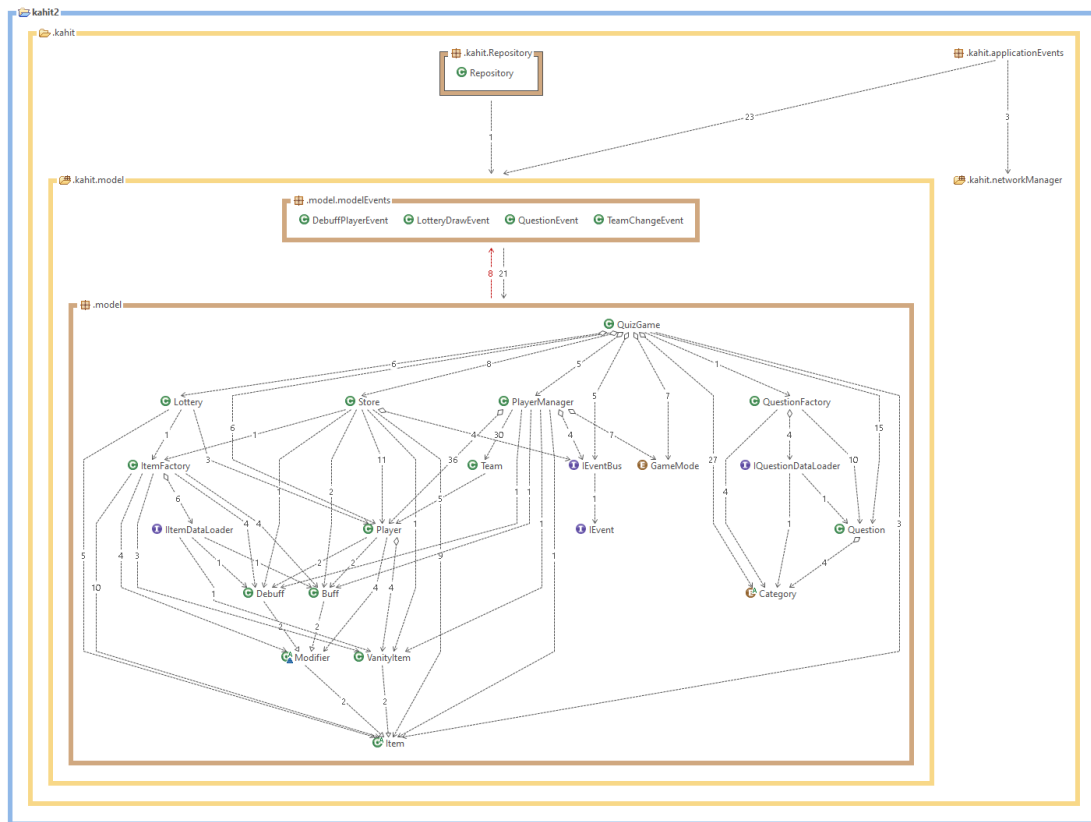 kahit2
.kahit
.kahit.Repository
.kahit.applicationEvents
Repository
1
23
3
.kahit.model
.kahit.networkManager
.model.modelEvents
DebuffPlayerEvent LotteryDrawEvent QuestionEvent TeamChangeEvent
8 21
.model
QuizGame
6 8 5 1
5 7
Lottery Store PlayerManager QuestionFactory
6 15
1 1 4 30 4 7 4
3 36 11 27 10
ItemFactory Team IEventBus GameMode IQuestionDataLoader
6 1 2 1 1 4
4 4 5 1 1
IItemDataLoader Player IEvent 1 Question 3
5 4 3 1 1 2 2 9 1
10 1 4 4 4
Debuff Buff Category
2 2
Modifier VanityItem
2 2
Item